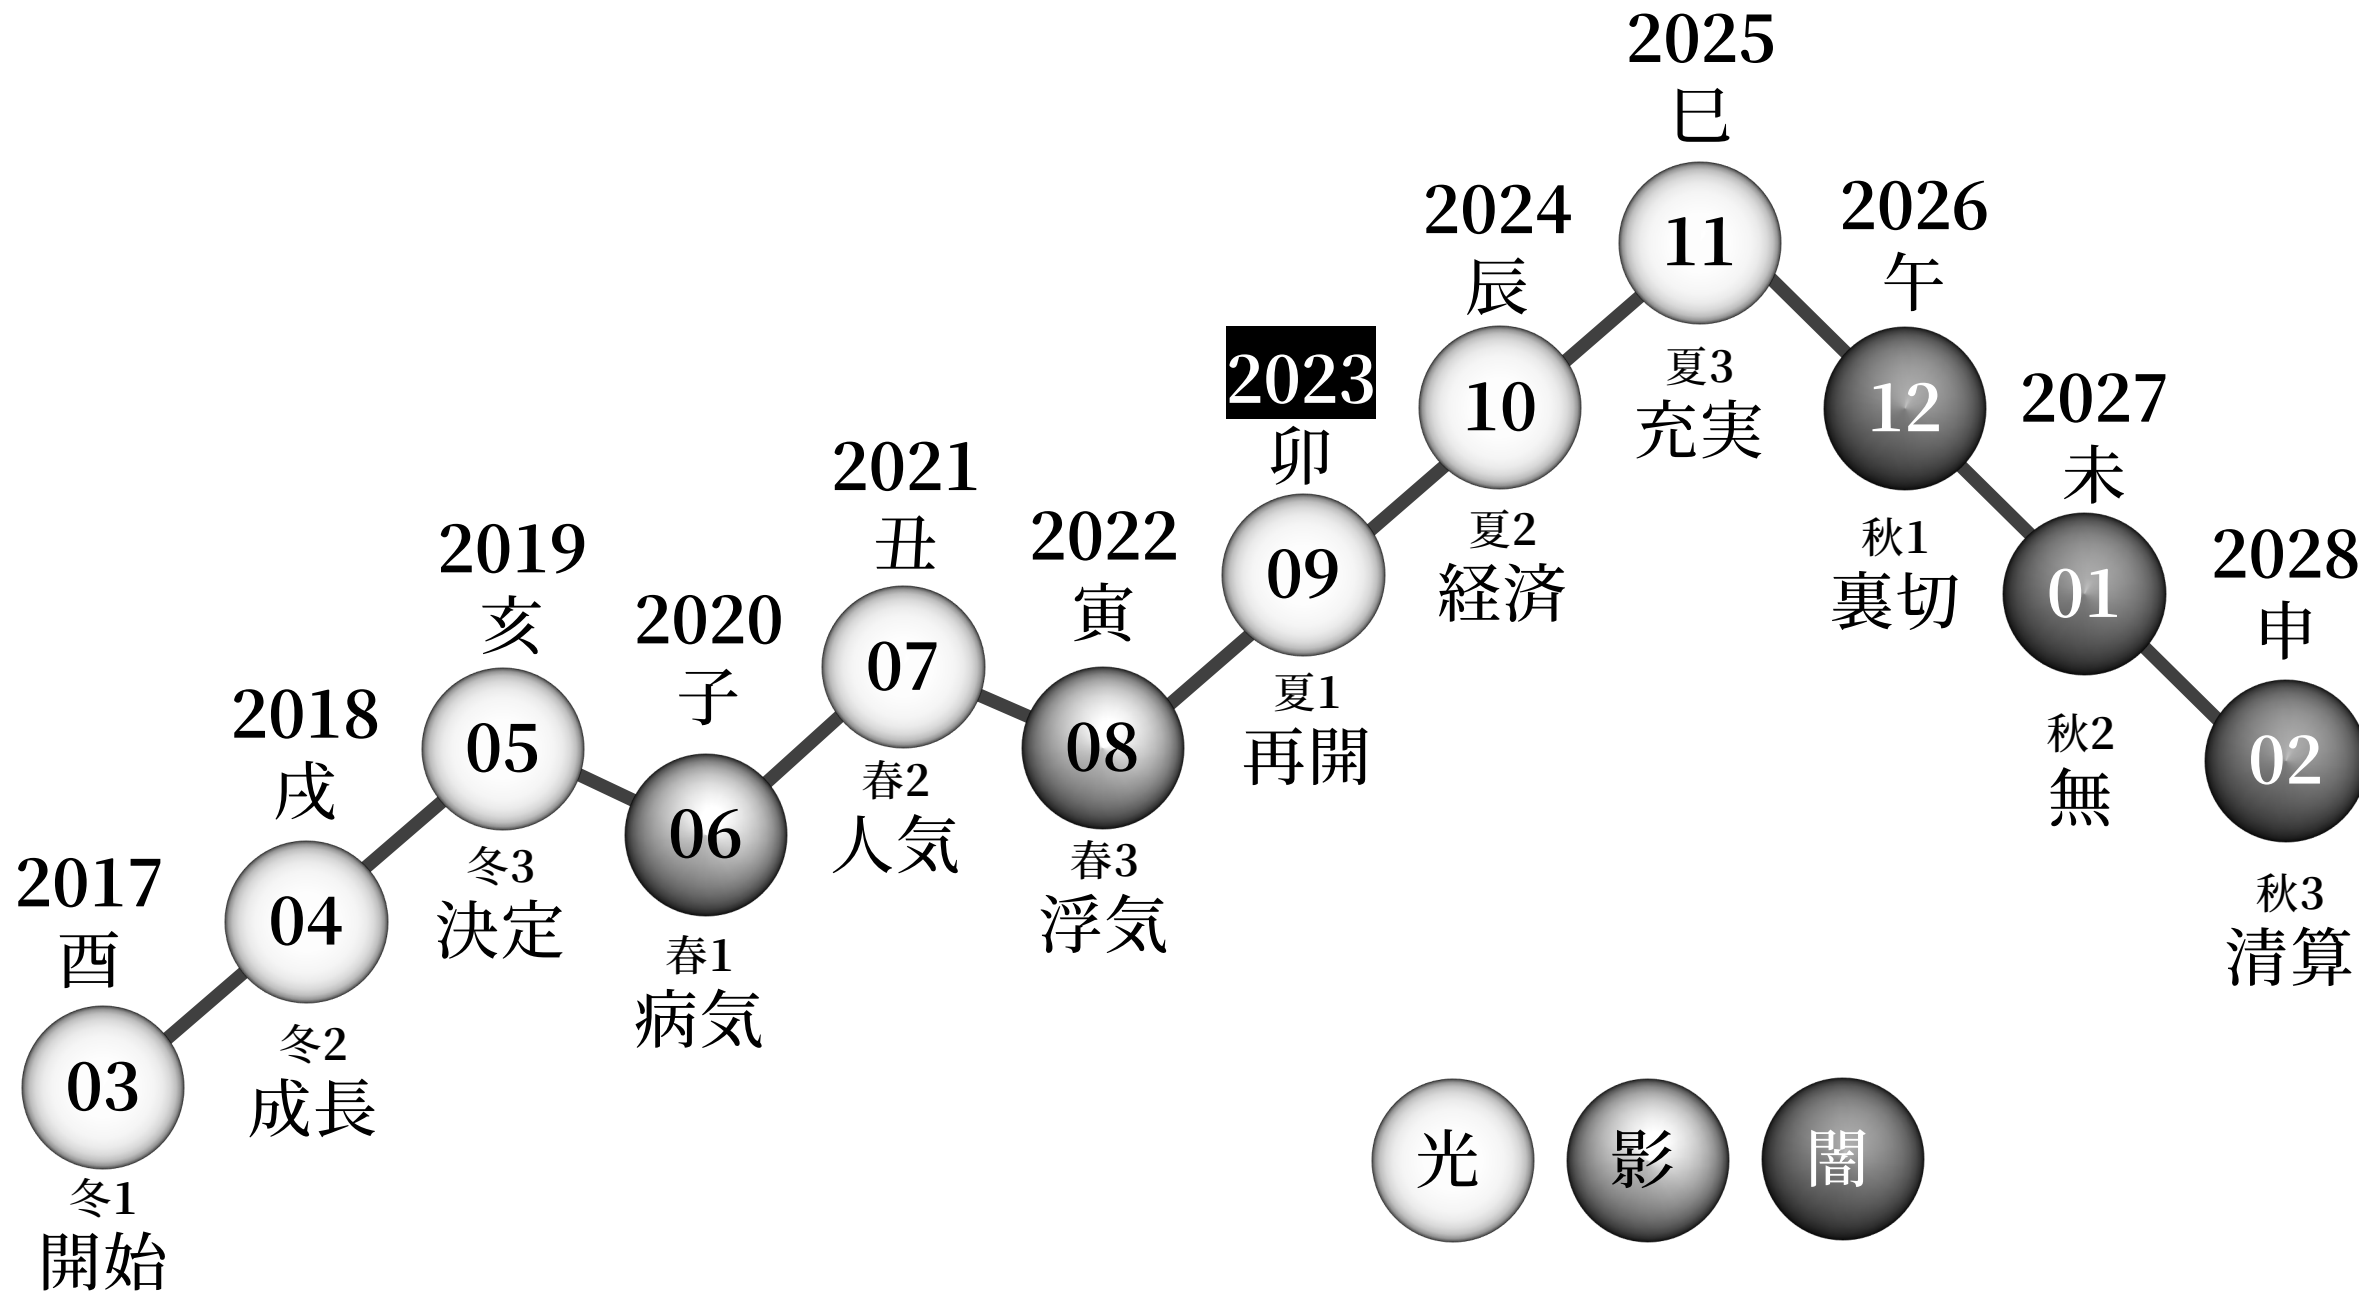 2017
酉
03
冬1
開始
2018
戌
04
冬2
成長
2019
亥
05
冬3
決定
2020
子
06
春1
病気
2021
丑
07
春2
人気
2022
寅
08
春3
浮気
2023
卯
09
夏1
再開
2024
辰
10
夏2
経済
2025
巳
11
夏3
充実
2026
午
12
秋1
裏切
2027
未
01
秋2
無
2028
申
02
秋3
清算
光
影
闇